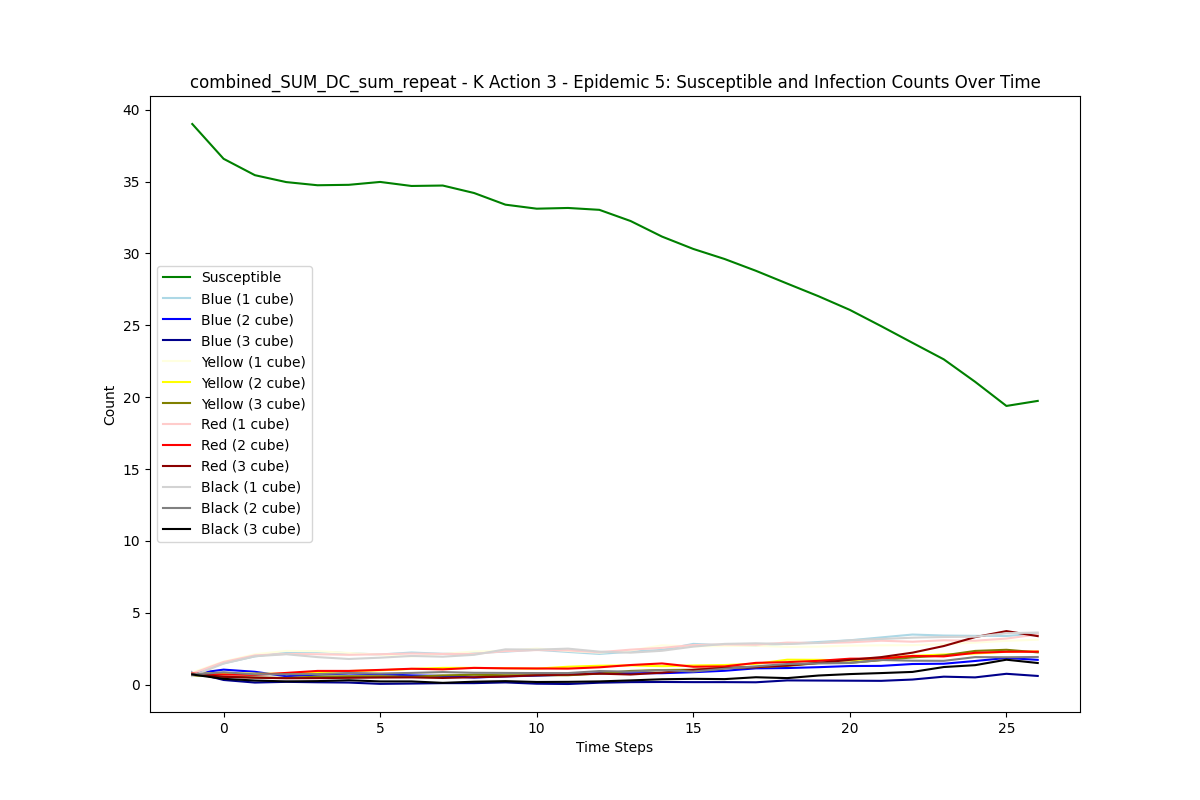 combined_SUM_DC_sum_repeat - K Action 3 - Epidemic 5: Susceptible and Infection Counts Over Time
40
35
30
25
20
15
10
5
0
Count
Susceptible
Blue (1 cube)
Blue (2 cube)
Blue (3 cube)
Yellow (1 cube)
Yellow (2 cube)
Yellow (3 cube)
Red (1 cube)
Red (2 cube)
Red (3 cube)
Black (1 cube)
Black (2 cube)
Black (3 cube)
0 5 10 15 20 25
Time Steps